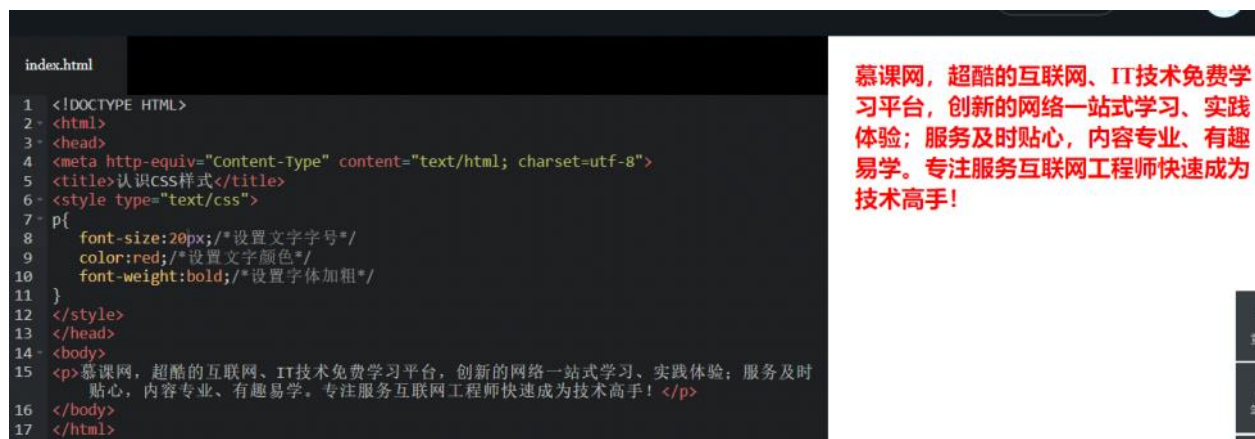 index.html
1 <!DOCTYPE HTML>
2 <html>
3 <head>
4 <meta http-equiv="Content-Type" content="text/html; charset=utf-8">
5 <title>认识CSS样式</title>
6 <style type="text/css">
7 p{
8 font-size:20px;/*设置文字字号*/
9 color:red;/*设置文字颜色*/
10 font-weight:bold;/*设置字体加粗*/
11 }
12 </style>
13 </head>
14 <body>
15 <p>慕课网，超酷的互联网、IT技术免费学习平台，创新的网络一站式学习、实践体验；服务及时
贴心，内容专业、有趣易学。专注服务互联网工程师快速成为技术高手！</p>
16 </body>
17 </html>
慕课网，超酷的互联网、IT技术免费学
习平台，创新的网络一站式学习、实践
体验；服务及时贴心，内容专业、有趣
易学。专注服务互联网工程师快速成为
技术高手！